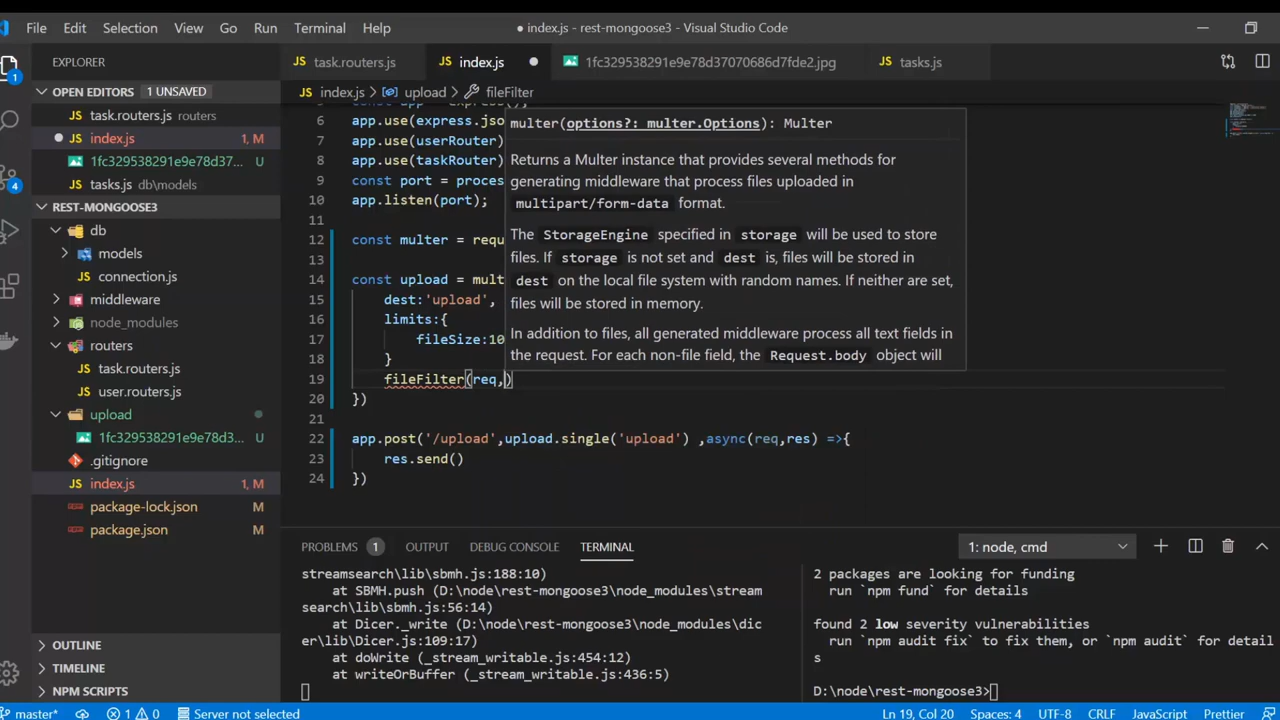 File Edit Selection View Go Run Terminal Help
index.js - rest-mongoose3 - Visual Studio Code
EXPLORER
task.routers.js index.js 1fc329538291e9e78d37070686d7fde2.jpg tasks.js
OPEN EDITORS 1 UNSAVED
index.js > upload > fileFilter
task.routers.js routers
index.js 1, M
1fc329538291e9e78d37... U
tasks.js db\models
REST-MONGOOSE3
db
models
connection.js
middleware
node_modules
routers
task.routers.js
user.routers.js
upload
1fc329538291e9e78d3... U
.gitignore
index.js 1, M
package-lock.json M
package.json M
OUTLINE
TIMELINE
NPM SCRIPTS
1
4
const app = express();
6 app.use(express.jso
7 app.use(userRouter)
8 app.use(taskRouter)
9 const port = proces
10 app.listen(port);
11
12 const multer = requ
13
14 const upload = mult
15 dest:'upload',
16 limits:{
17 fileSize:10
18 }
19 fileFilter(req,)
20 })
21
22 app.post('/upload',upload.single('upload') ,async(req,res) =>{
23 res.send()
24 })
multer(options?: multer.Options): Multer
Returns a Multer instance that provides several methods for
generating middleware that process files uploaded in
multipart/form-data format.
The StorageEngine specified in storage will be used to store
files. If storage is not set and dest is, files will be stored in
dest on the local file system with random names. If neither are set,
files will be stored in memory.
In addition to files, all generated middleware process all text fields in
the request. For each non-file field, the Request.body object will
PROBLEMS 1 OUTPUT DEBUG CONSOLE TERMINAL
1: node, cmd
streamsearch\lib\sbmh.js:188:10)
at SBMH.push (D:\node\rest-mongoose3\node_modules\stream
search\lib\sbmh.js:56:14)
at Dicer._write (D:\node\rest-mongoose3\node_modules\dic
er\lib\Dicer.js:109:17)
at doWrite (_stream_writable.js:454:12)
at writeOrBuffer (_stream_writable.js:436:5)
2 packages are looking for funding
run `npm fund` for details
found 2 low severity vulnerabilities
run `npm audit fix` to fix them, or `npm audit` for detail
s
D:\node\rest-mongoose3>
master* 1 0 Server not selected
Ln 19, Col 20 Spaces: 4 UTF-8 CRLF JavaScript Prettier